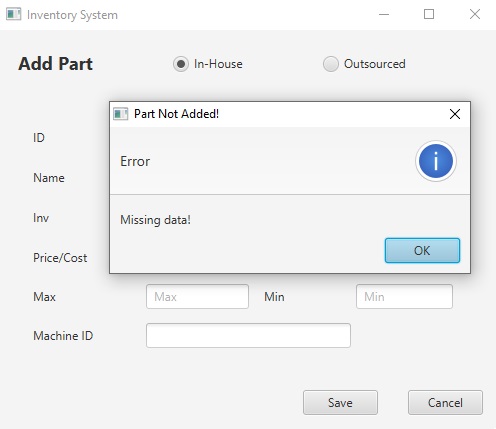 Inventory System
Add Part In-House Outsourced
Part Not Added!
ID
Error
Name
Inv
Missing data!
Price/Cost
OK
Max Max Min Min
Machine ID
Save Cancel